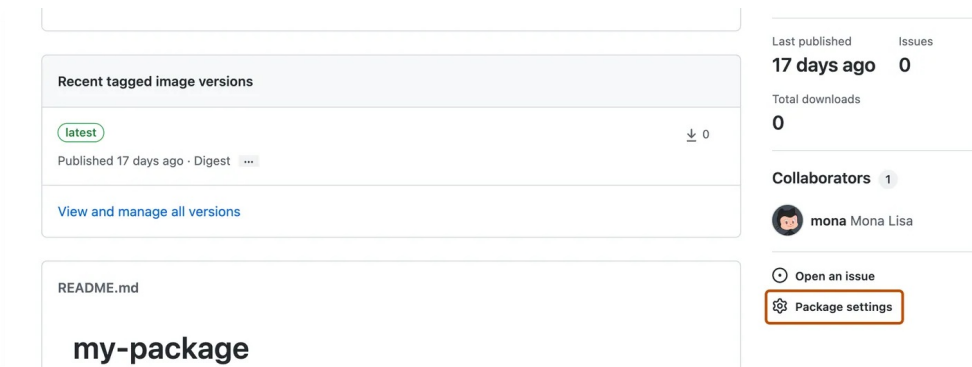 Recent tagged image versions
latest
0
Published 17 days ago · Digest ...
View and manage all versions
README.md
my-package
Last published Issues
17 days ago 0
Total downloads
0
Collaborators 1
mona Mona Lisa
Open an issue
Package settings